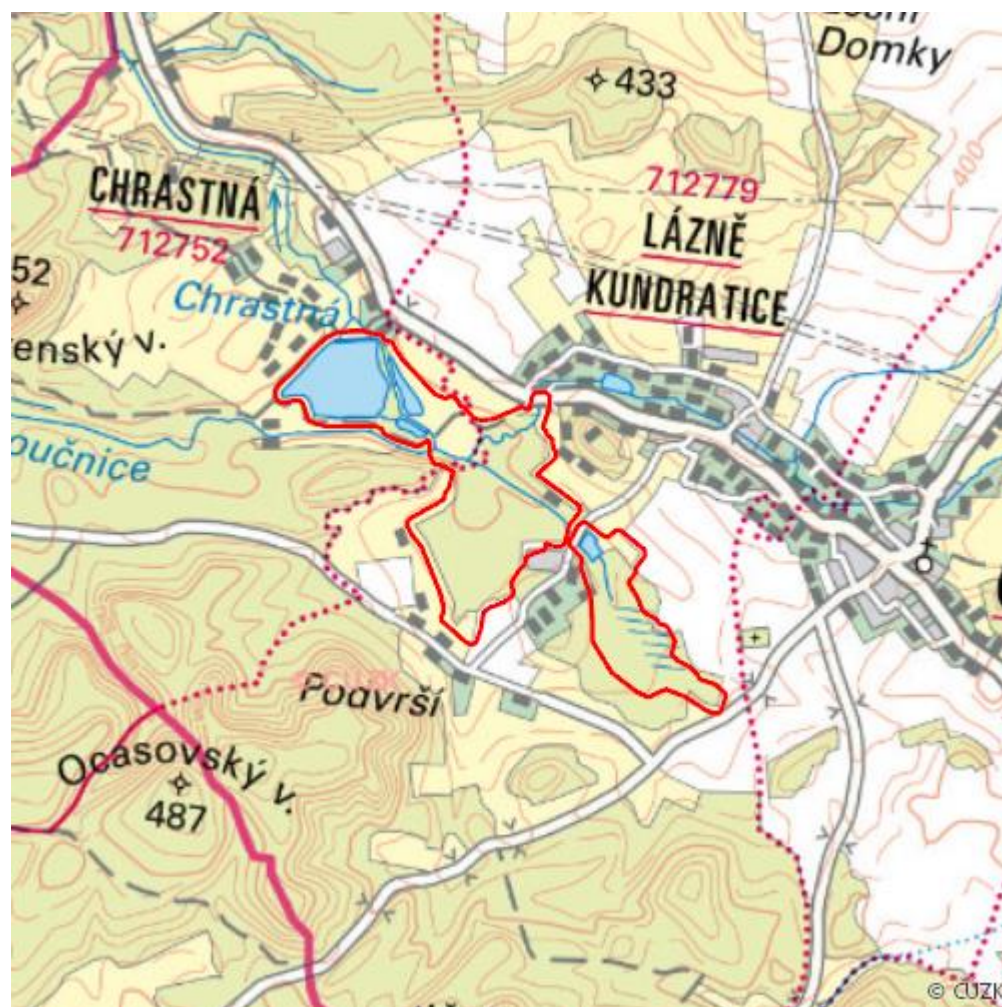 Domky
433
CHRASTNÁ
712752
712779
LÁZNĚ
KUNDRATICE
400
52
Chrastná
enský v.
oučnice
Podvrší
Ocasovský v.
487
© ČÚZK